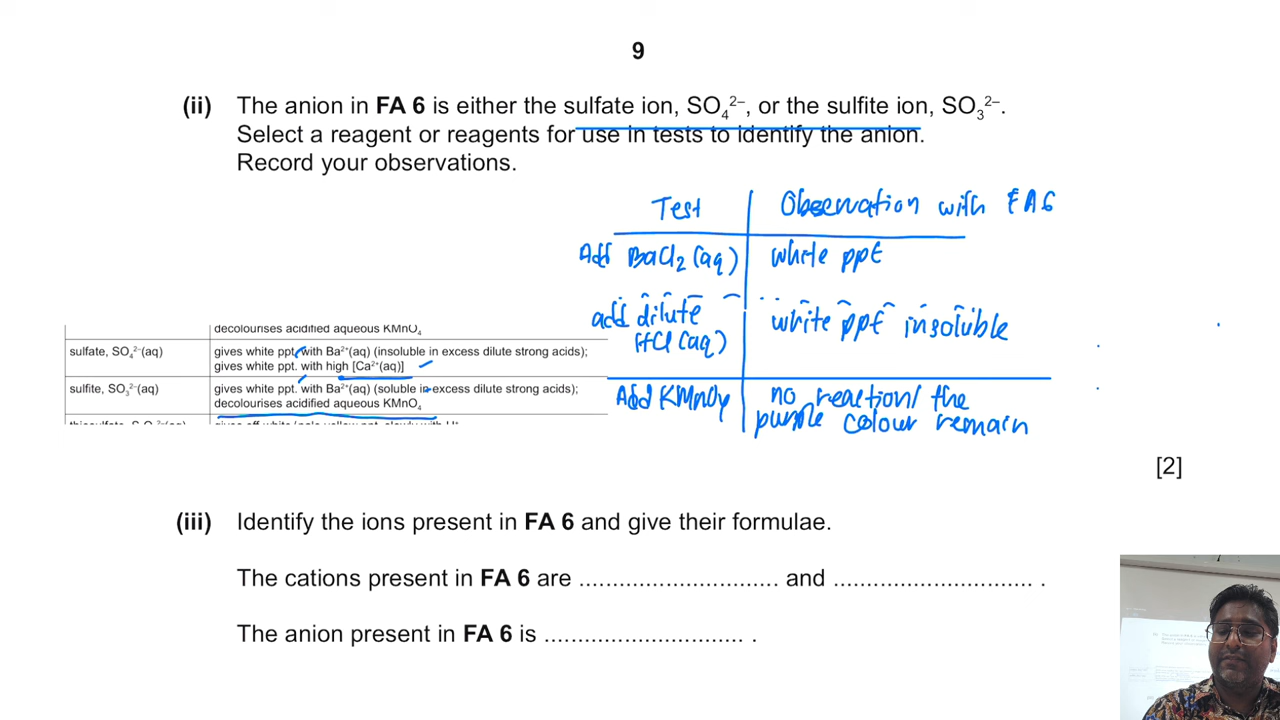 9
(ii) The anion in FA 6 is either the sulfate ion, SO₄²⁻, or the sulfite ion, SO₃²⁻.
Select a reagent or reagents for use in tests to identify the anion.
Record your observations.
Test | Observation with FA6
Add BaCl₂(aq) | white ppt
add dilute HCl(aq) | white ppt insoluble
Add KMnO₄ | no reaction/ the purple colour remain
decolourises acidified aqueous KMnO₄
sulfate, SO₄²⁻(aq) | gives white ppt. with Ba²⁺(aq) (insoluble in excess dilute strong acids);
gives white ppt. with high [Ca²⁺(aq)]
sulfite, SO₃²⁻(aq) | gives white ppt. with Ba²⁺(aq) (soluble in excess dilute strong acids);
decolourises acidified aqueous KMnO₄
[2]
(iii) Identify the ions present in FA 6 and give their formulae.
The cations present in FA 6 are .............................. and .............................. .
The anion present in FA 6 is .............................. .